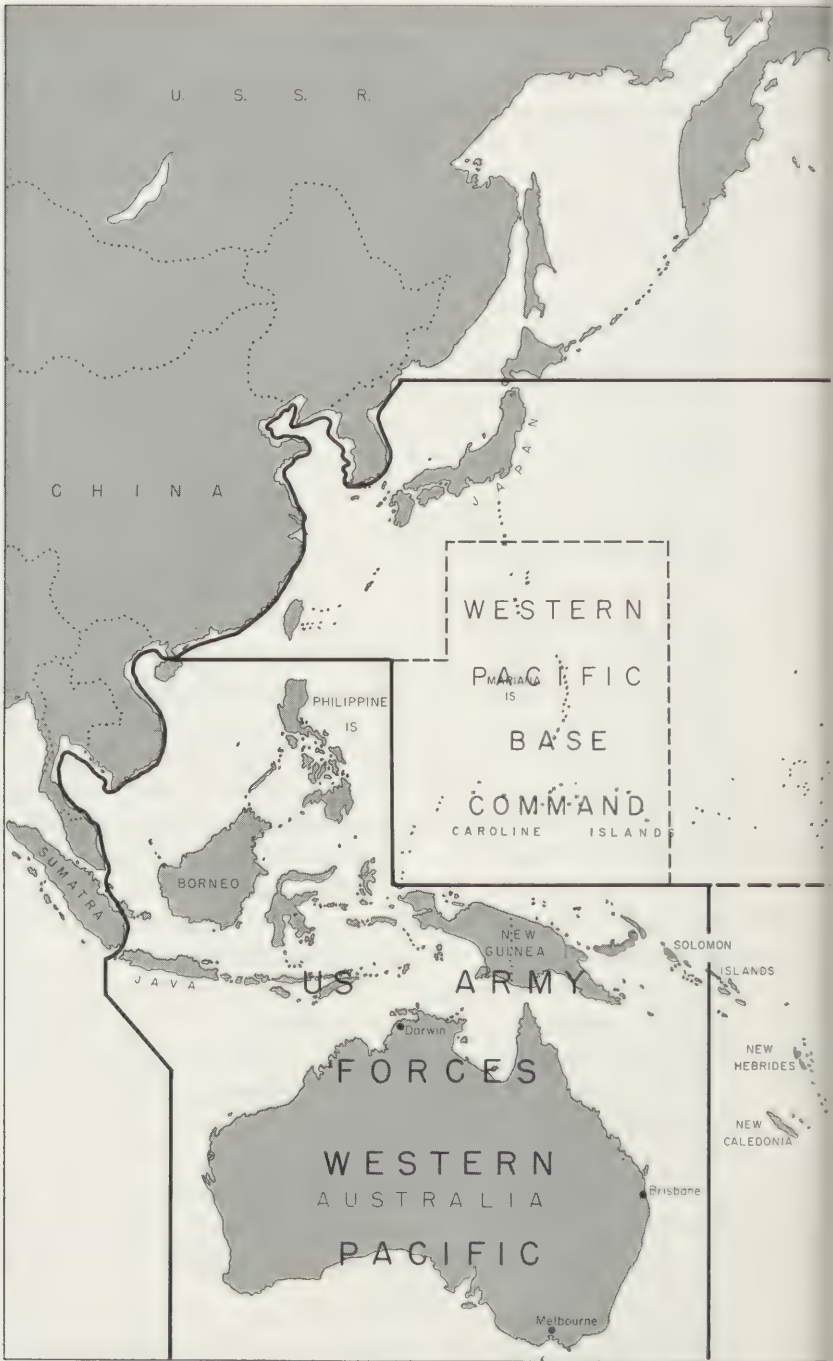 U. S. S. R.
CHINA
JAPAN
WESTERN
PACIFIC
MARIANA
IS
BASE
COMMAND
CAROLINE ISLANDS
PHILIPPINE
IS
SUMATRA
BORNEO
JAVA
NEW
GUINEA
SOLOMON
ISLANDS
US ARMY
Darwin
FORCES
NEW
HEBRIDES
NEW
CALEDONIA
WESTERN
AUSTRALIA
Brisbane
PACIFIC
Melbourne